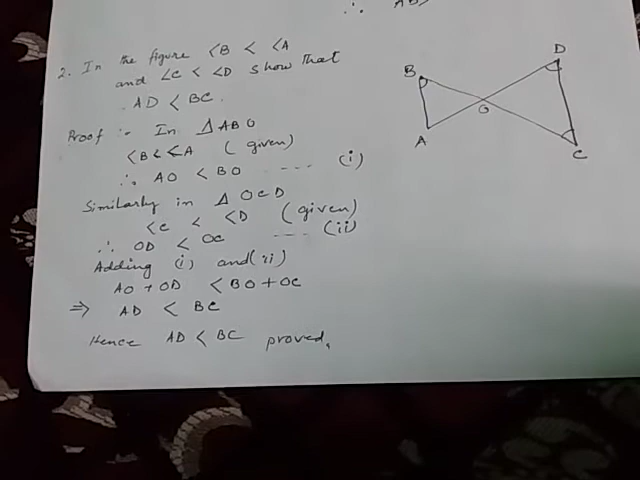 ∴ AB>
2. In the figure <B < <A
and ∠C < <D show that
AD < BC.
Proof :- In △ABO
<B < <A (given)
∴ AO < BO ---- (i)
Similarly in △ OCD
<C < <D (given)
∴ OD < OC ---- (ii)
Adding (i) and (ii)
AO + OD < BO + OC
⇒ AD < BC
Hence AD < BC proved,
B
D
O
A
C